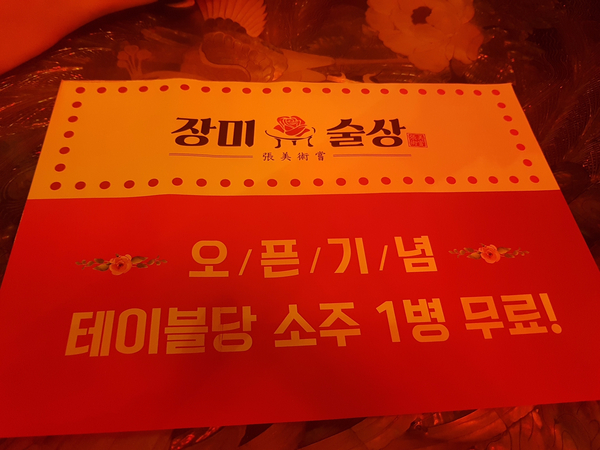 장미 술상
張美術嘗
오/픈/기/념
테이블당 소주 1병 무료!